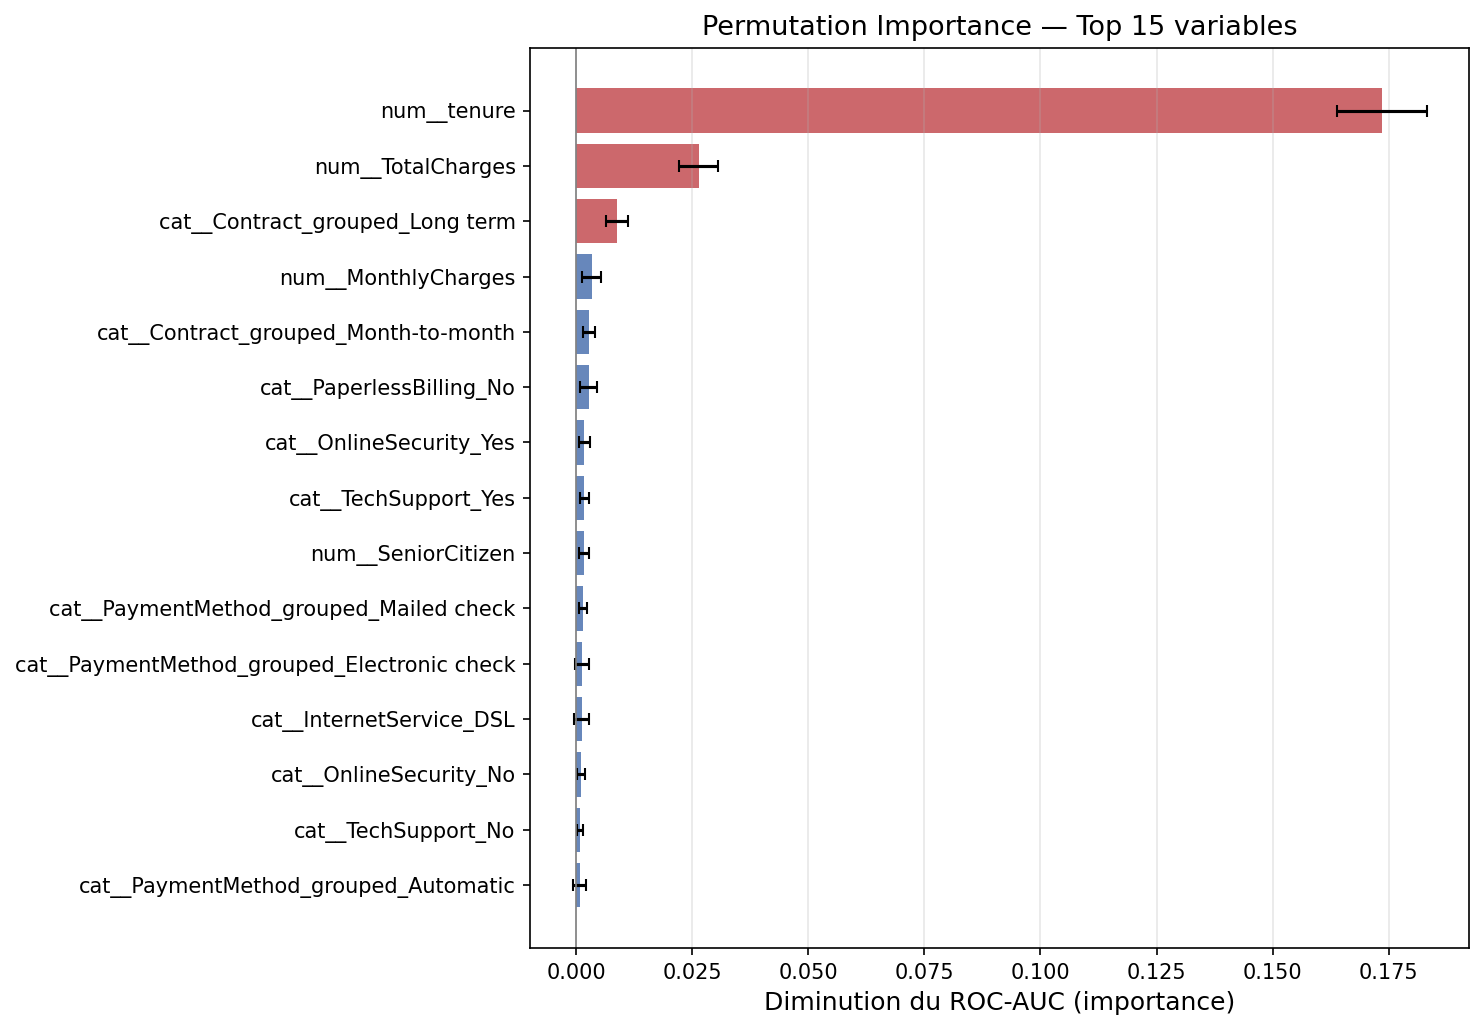 Permutation Importance — Top 15 variables
num__tenure
num__TotalCharges
cat__Contract_grouped_Long term
num__MonthlyCharges
cat__Contract_grouped_Month-to-month
cat__PaperlessBilling_No
cat__OnlineSecurity_Yes
cat__TechSupport_Yes
num__SeniorCitizen
cat__PaymentMethod_grouped_Mailed check
cat__PaymentMethod_grouped_Electronic check
cat__InternetService_DSL
cat__OnlineSecurity_No
cat__TechSupport_No
cat__PaymentMethod_grouped_Automatic
0.000 0.025 0.050 0.075 0.100 0.125 0.150 0.175
Diminution du ROC-AUC (importance)